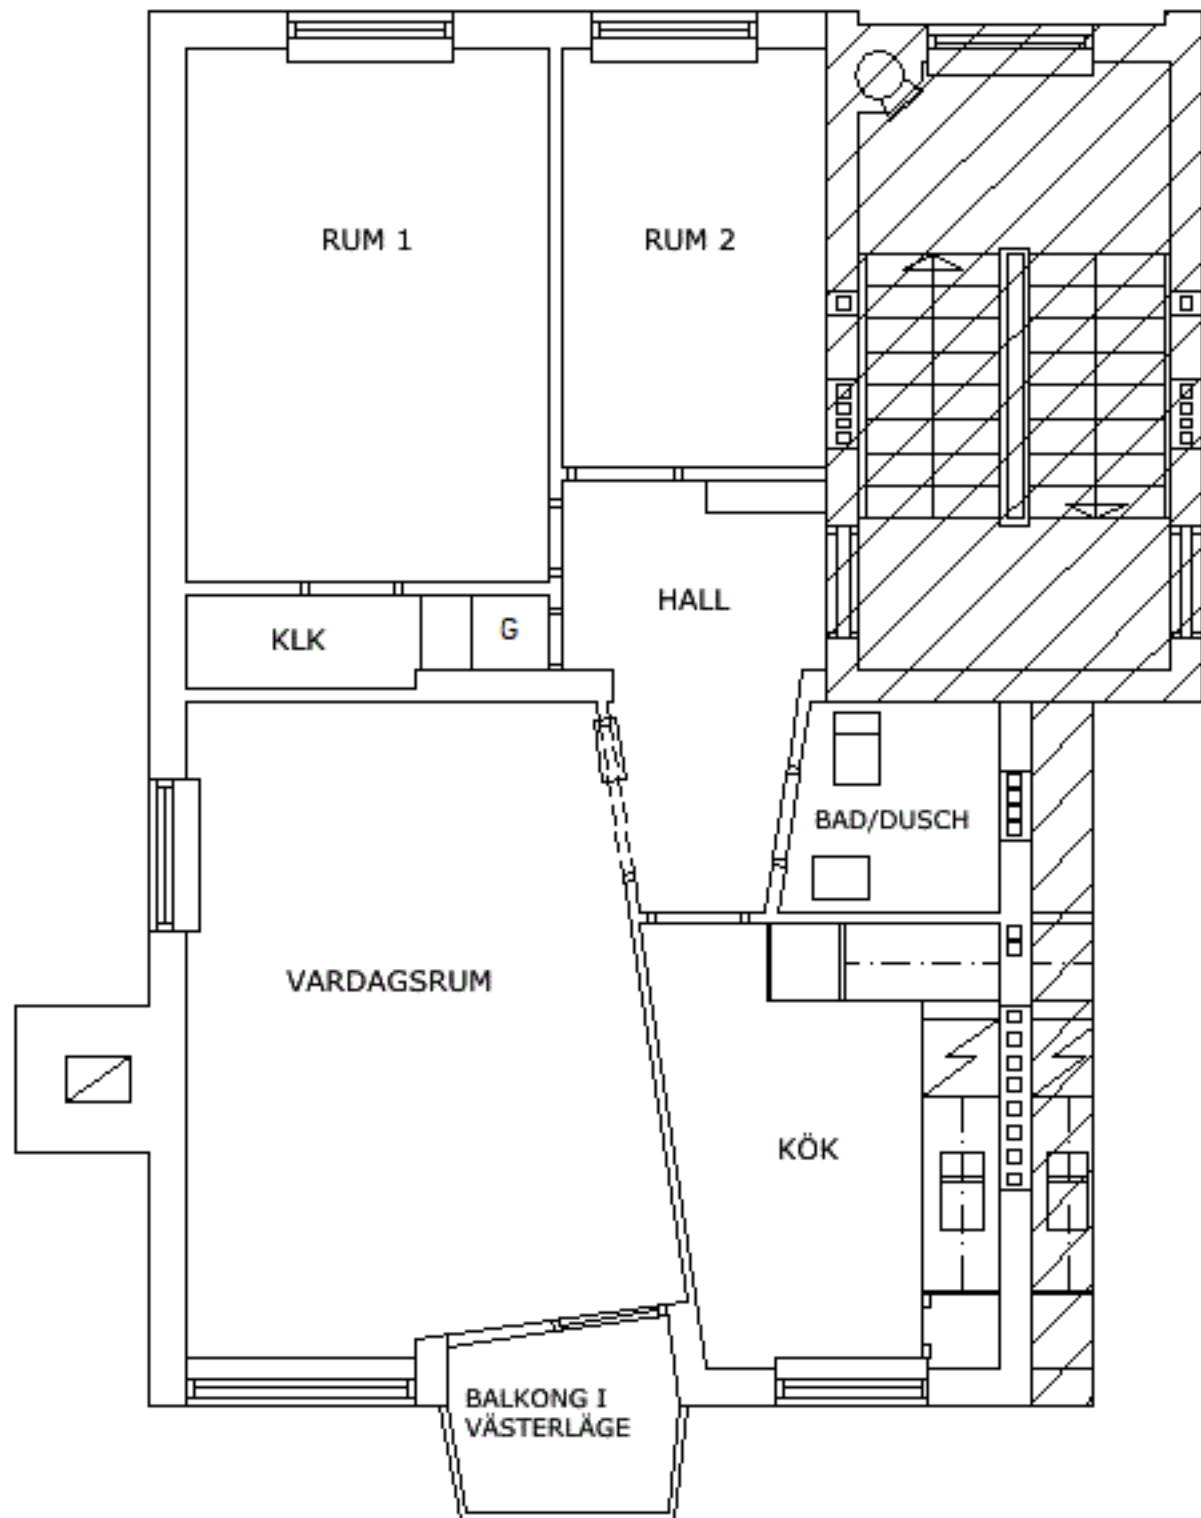 RUM 1
RUM 2
HALL
KLK
G
BAD/DUSCH
VARDAGSRUM
KÖK
BALKONG I
VÄSTERLÄGE